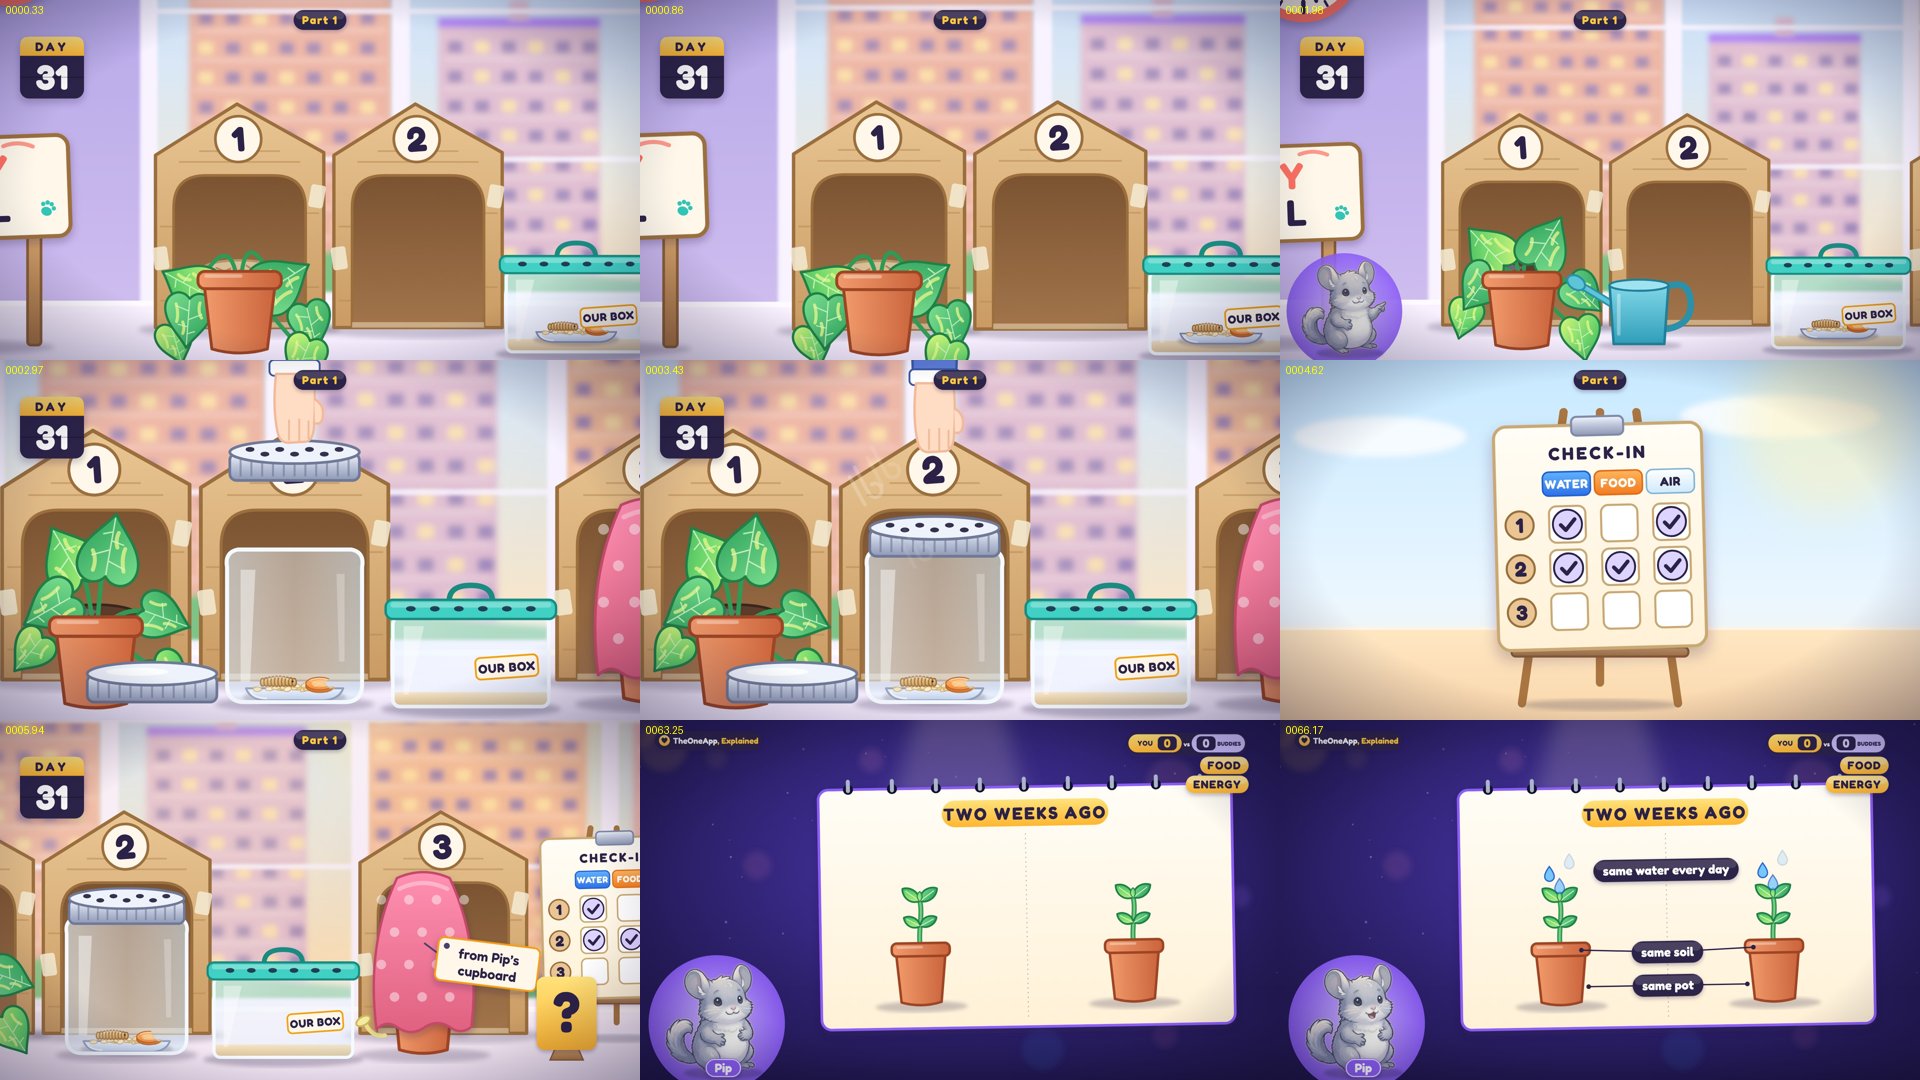 0000.33
Part 1
DAY
31
Y
L
1
2
OUR BOX
0000.86
Part 1
DAY
31
L
1
2
OUR BOX
0001.98
Part 1
DAY
31
Y
L
1
2
OUR BOX
0002.97
Part 1
DAY
31
1
OUR BOX
0003.43
Part 1
DAY
31
1
2
OUR BOX
0004.62
Part 1
CHECK-IN
WATER FOOD AIR
1
2
3
0005.94
Part 1
DAY
31
2
3
OUR BOX
from Pip's
cupboard
CHECK-I
WATER FOOD
1
2
3
?
0063.25
TheOneApp, Explained
YOU 0 vs 0 BUDDIES
FOOD
ENERGY
TWO WEEKS AGO
Pip
0066.17
TheOneApp, Explained
YOU 0 vs 0 BUDDIES
FOOD
ENERGY
TWO WEEKS AGO
same water every day
same soil
same pot
Pip